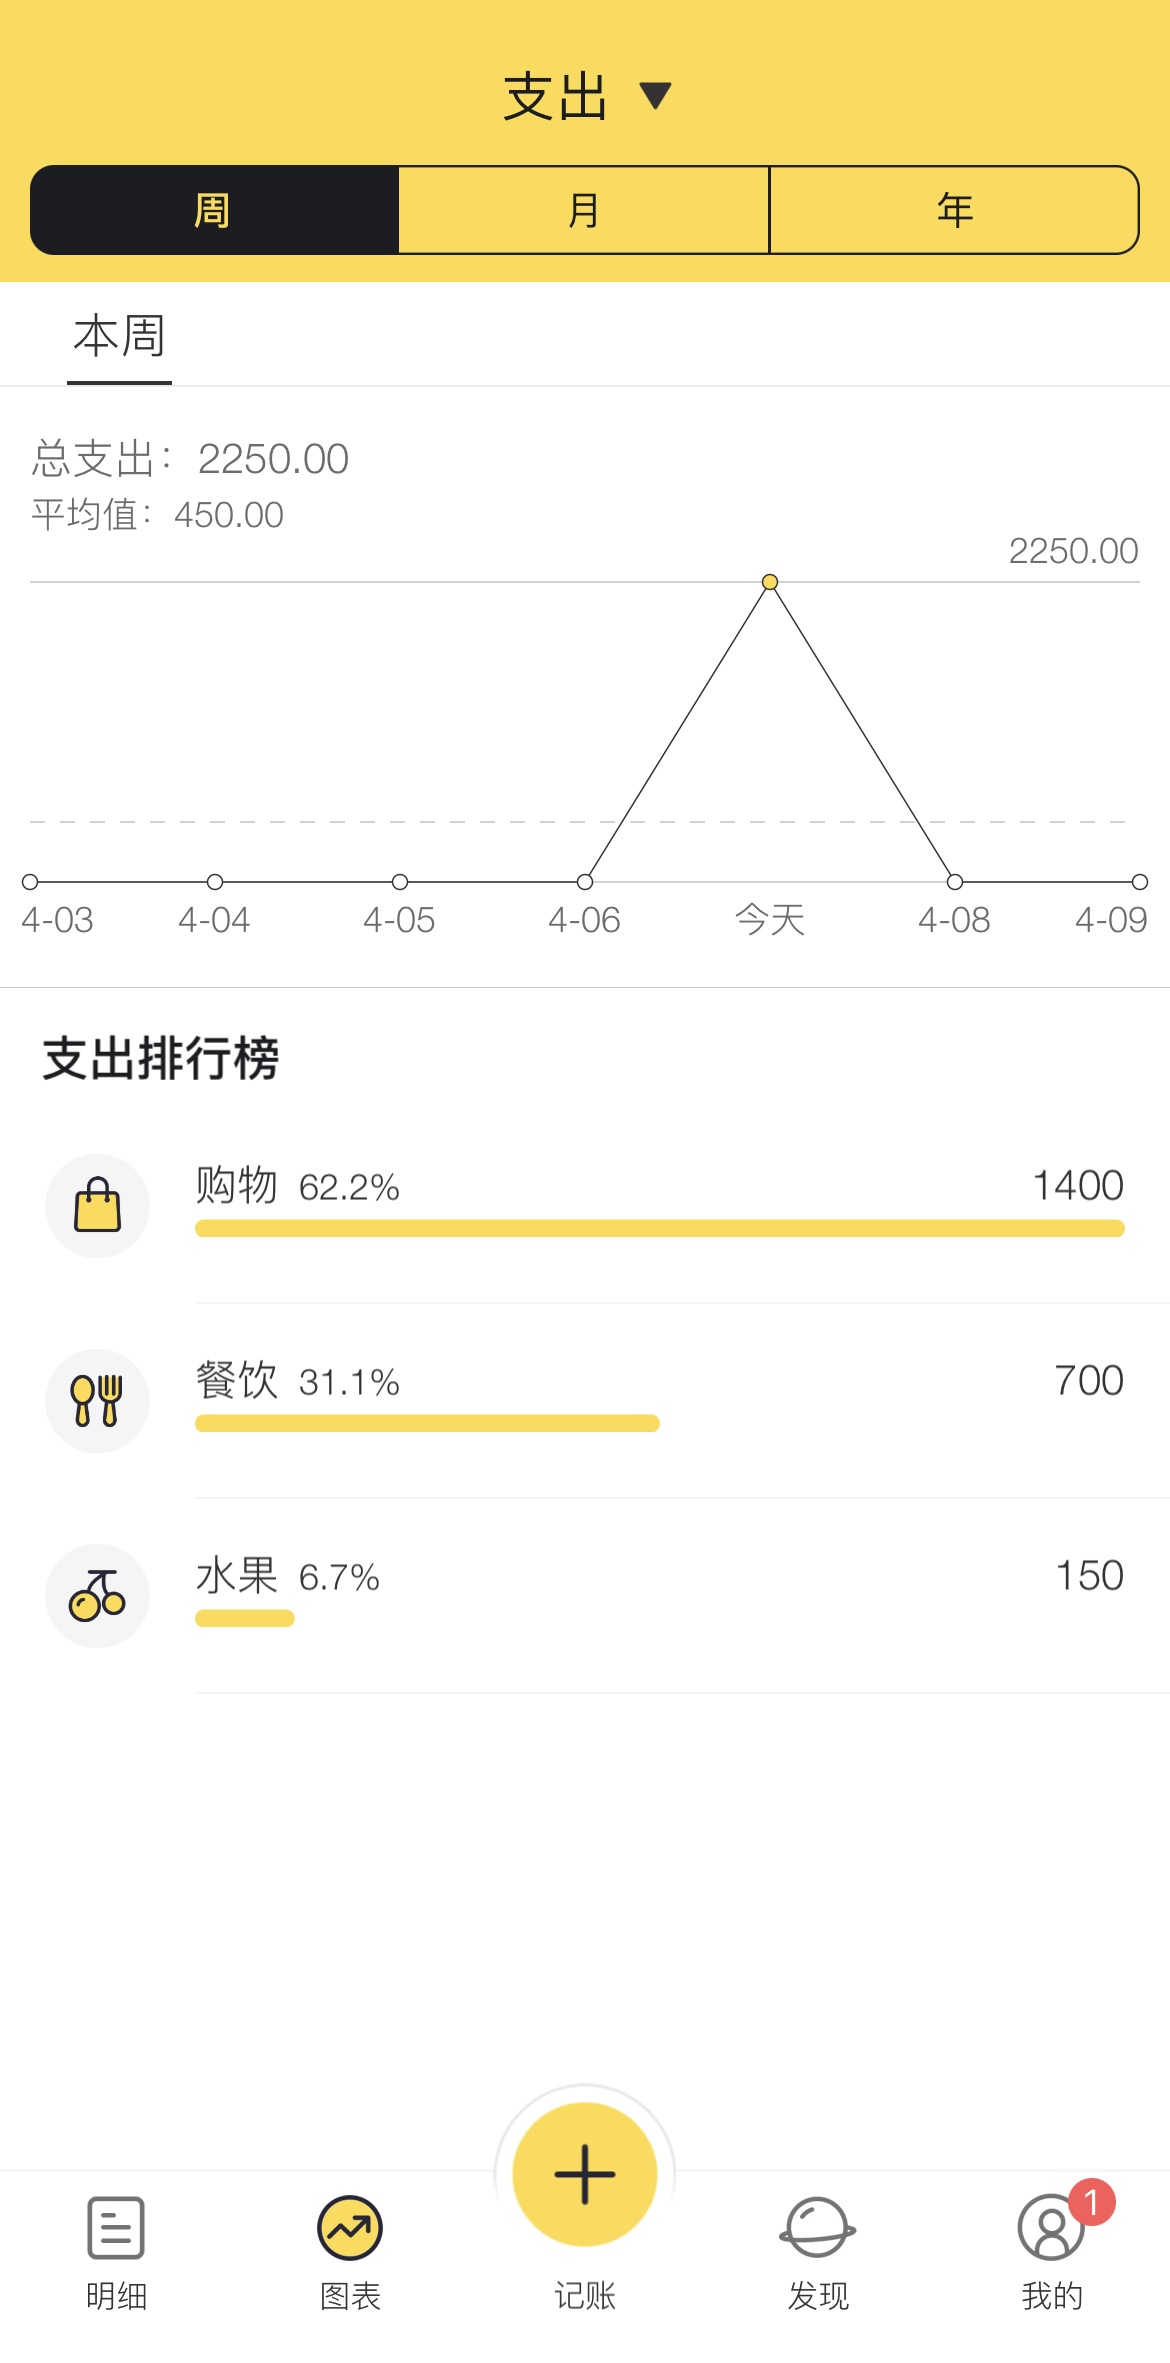 支出 ▼
周 月 年
本周
总支出： 2250.00
平均值： 450.00
2250.00
4-03 4-04 4-05 4-06 今天 4-08 4-09
支出排行榜
购物 62.2% 1400
餐饮 31.1% 700
水果 6.7% 150
1
明细 图表 记账 发现 我的